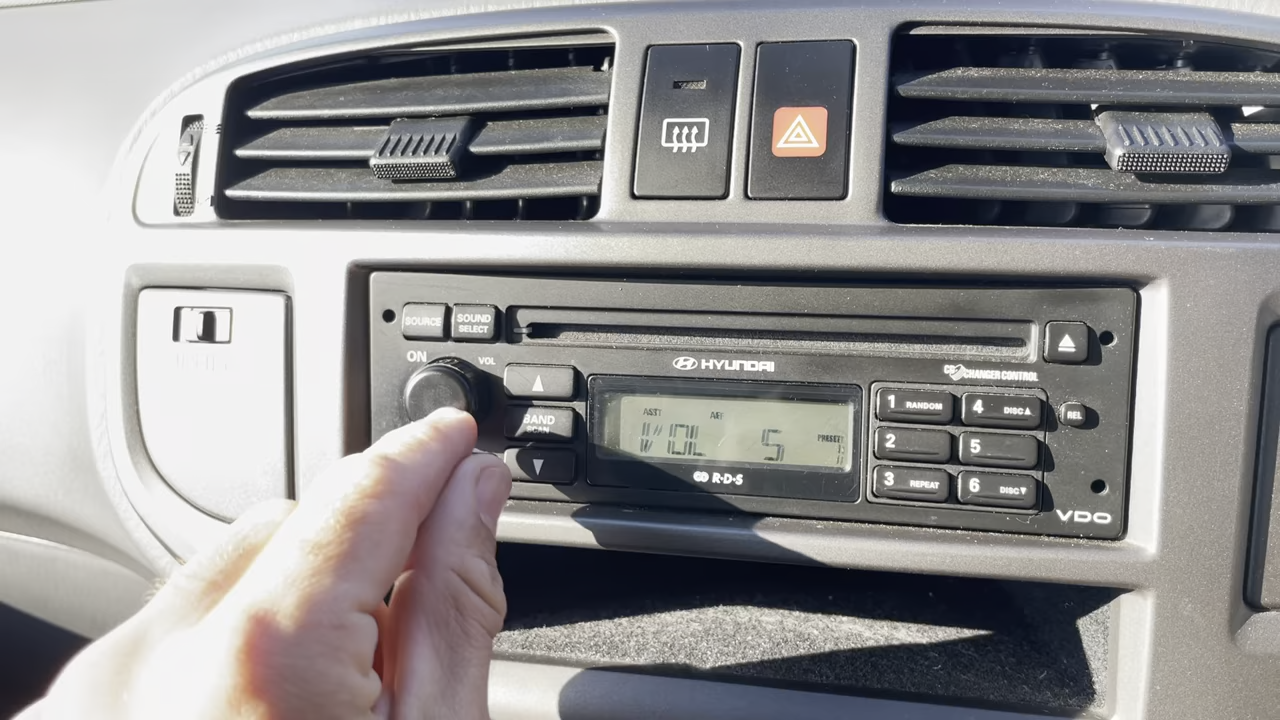 SOURCE
SOUND
SELECT
ON
VOL
HYUNDAI
CD CHANGER CONTROL
BAND
SCAN
AST
VOL 5
PRESET
R·D·S
1 RANDOM
4 DISC▲
2
5
3 REPEAT
6 DISC▼
REL
VDO